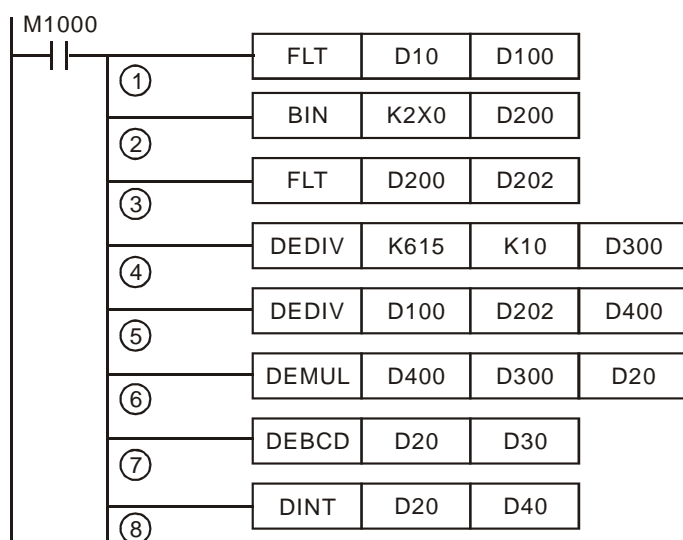 M1000
FLT D10 D100
①
BIN K2X0 D200
②
FLT D200 D202
③
DEDIV K615 K10 D300
④
DEDIV D100 D202 D400
⑤
DEMUL D400 D300 D20
⑥
DEBCD D20 D30
⑦
DINT D20 D40
⑧